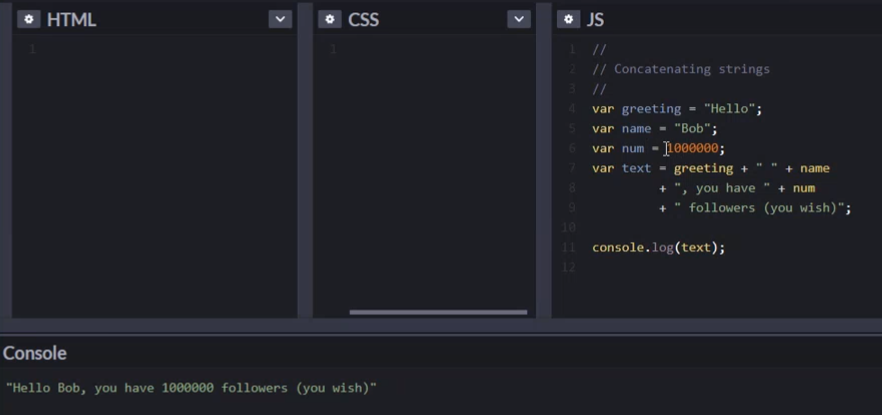 HTML
CSS
JS
1
1
1 //
2 // Concatenating strings
3 //
4 var greeting = "Hello";
5 var name = "Bob";
6 var num = 1000000;
7 var text = greeting + " " + name
8 + ", you have " + num
9 + " followers (you wish)";
10
11 console.log(text);
12
Console
"Hello Bob, you have 1000000 followers (you wish)"